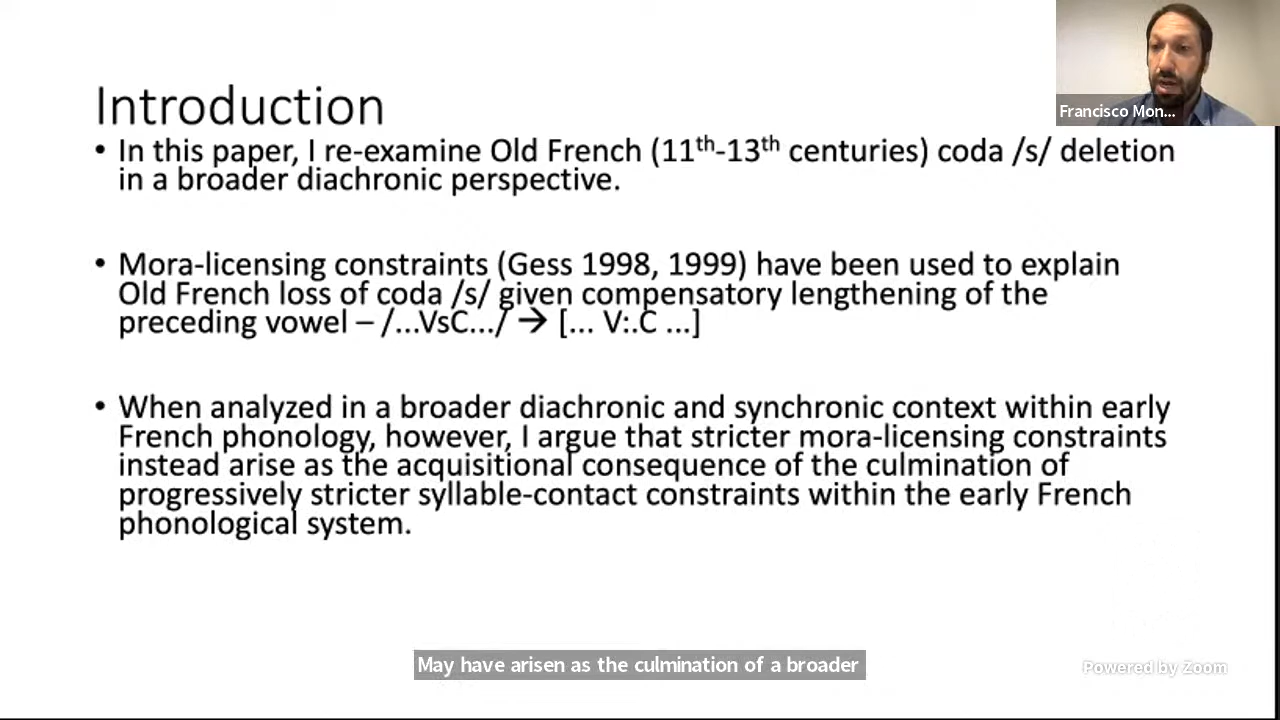 Francisco Mon...
Introduction
• In this paper, I re-examine Old French (11th-13th centuries) coda /s/ deletion
in a broader diachronic perspective.
• Mora-licensing constraints (Gess 1998, 1999) have been used to explain
Old French loss of coda /s/ given compensatory lengthening of the
preceding vowel – /...VsC.../ → [... V:.C ...]
• When analyzed in a broader diachronic and synchronic context within early
French phonology, however, I argue that stricter mora-licensing constraints
instead arise as the acquisitional consequence of the culmination of
progressively stricter syllable-contact constraints within the early French
phonological system.
May have arisen as the culmination of a broader
Powered by Zoom